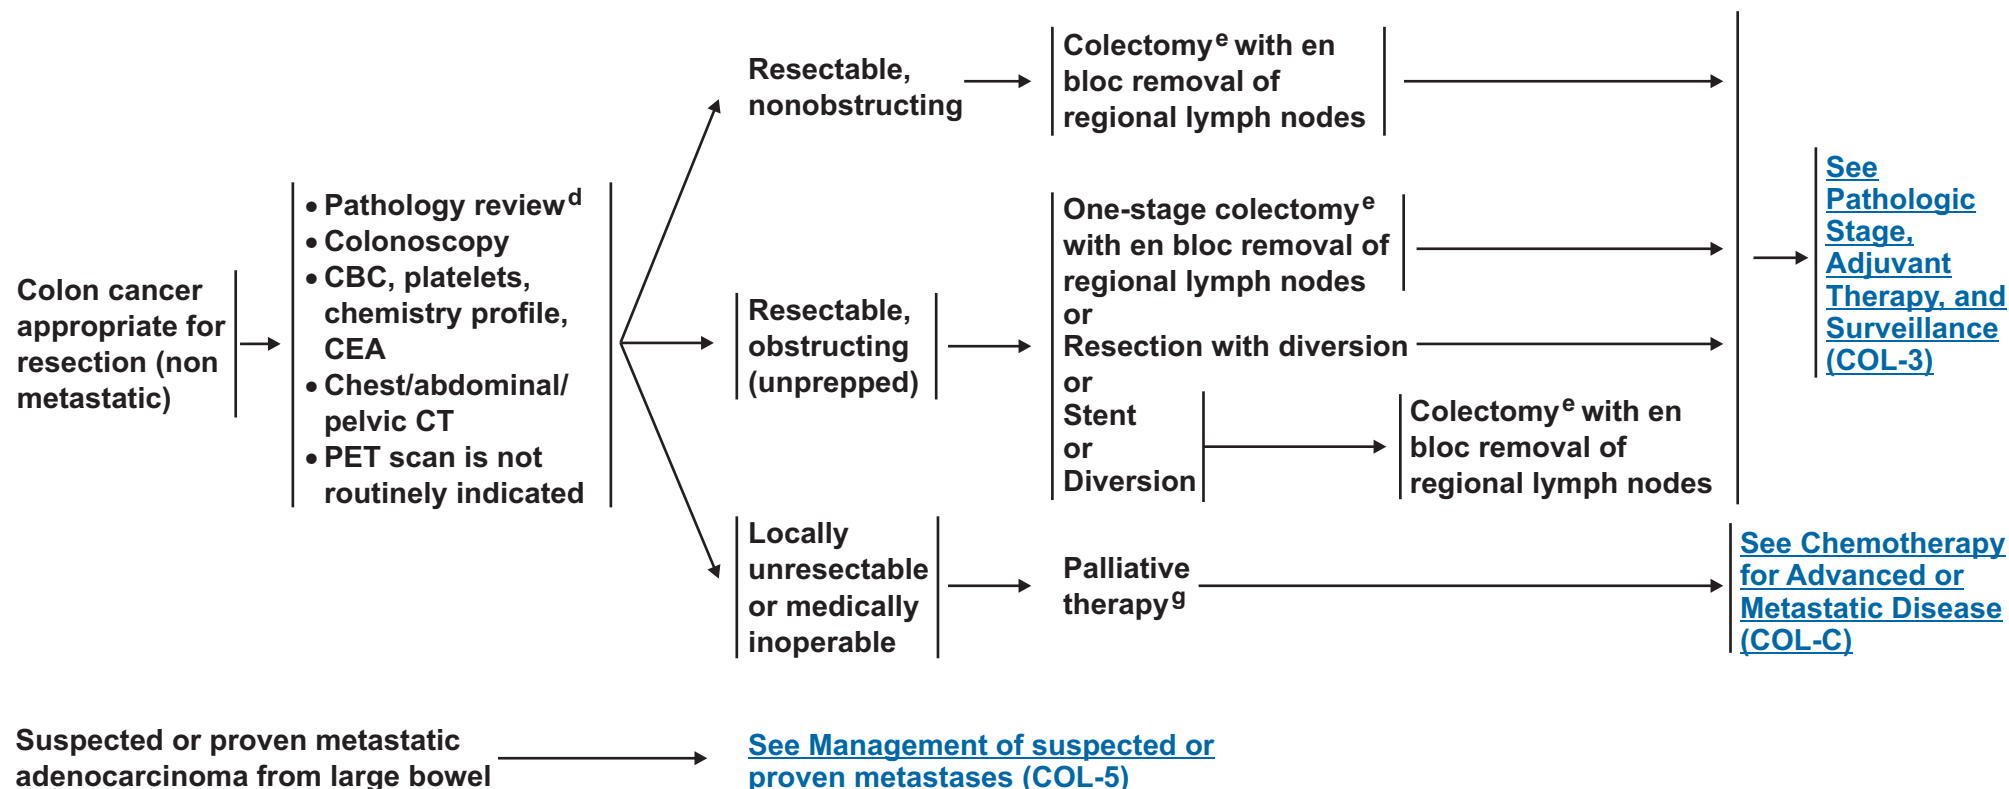 Colon cancer
appropriate for
resection (non
metastatic)
• Pathology reviewd
• Colonoscopy
• CBC, platelets,
chemistry profile,
CEA
• Chest/abdominal/
pelvic CT
• PET scan is not
routinely indicated
Resectable,
nonobstructing
Colectomye with en
bloc removal of
regional lymph nodes
Resectable,
obstructing
(unprepped)
One-stage colectomye
with en bloc removal of
regional lymph nodes
or
Resection with diversion
or
Stent
or
Diversion
Colectomye with en
bloc removal of
regional lymph nodes
See
Pathologic
Stage,
Adjuvant
Therapy, and
Surveillance
(COL-3)
Locally
unresectable
or medically
inoperable
Palliative
therapyg
See Chemotherapy
for Advanced or
Metastatic Disease
(COL-C)
Suspected or proven metastatic
adenocarcinoma from large bowel
See Management of suspected or
proven metastases (COL-5)